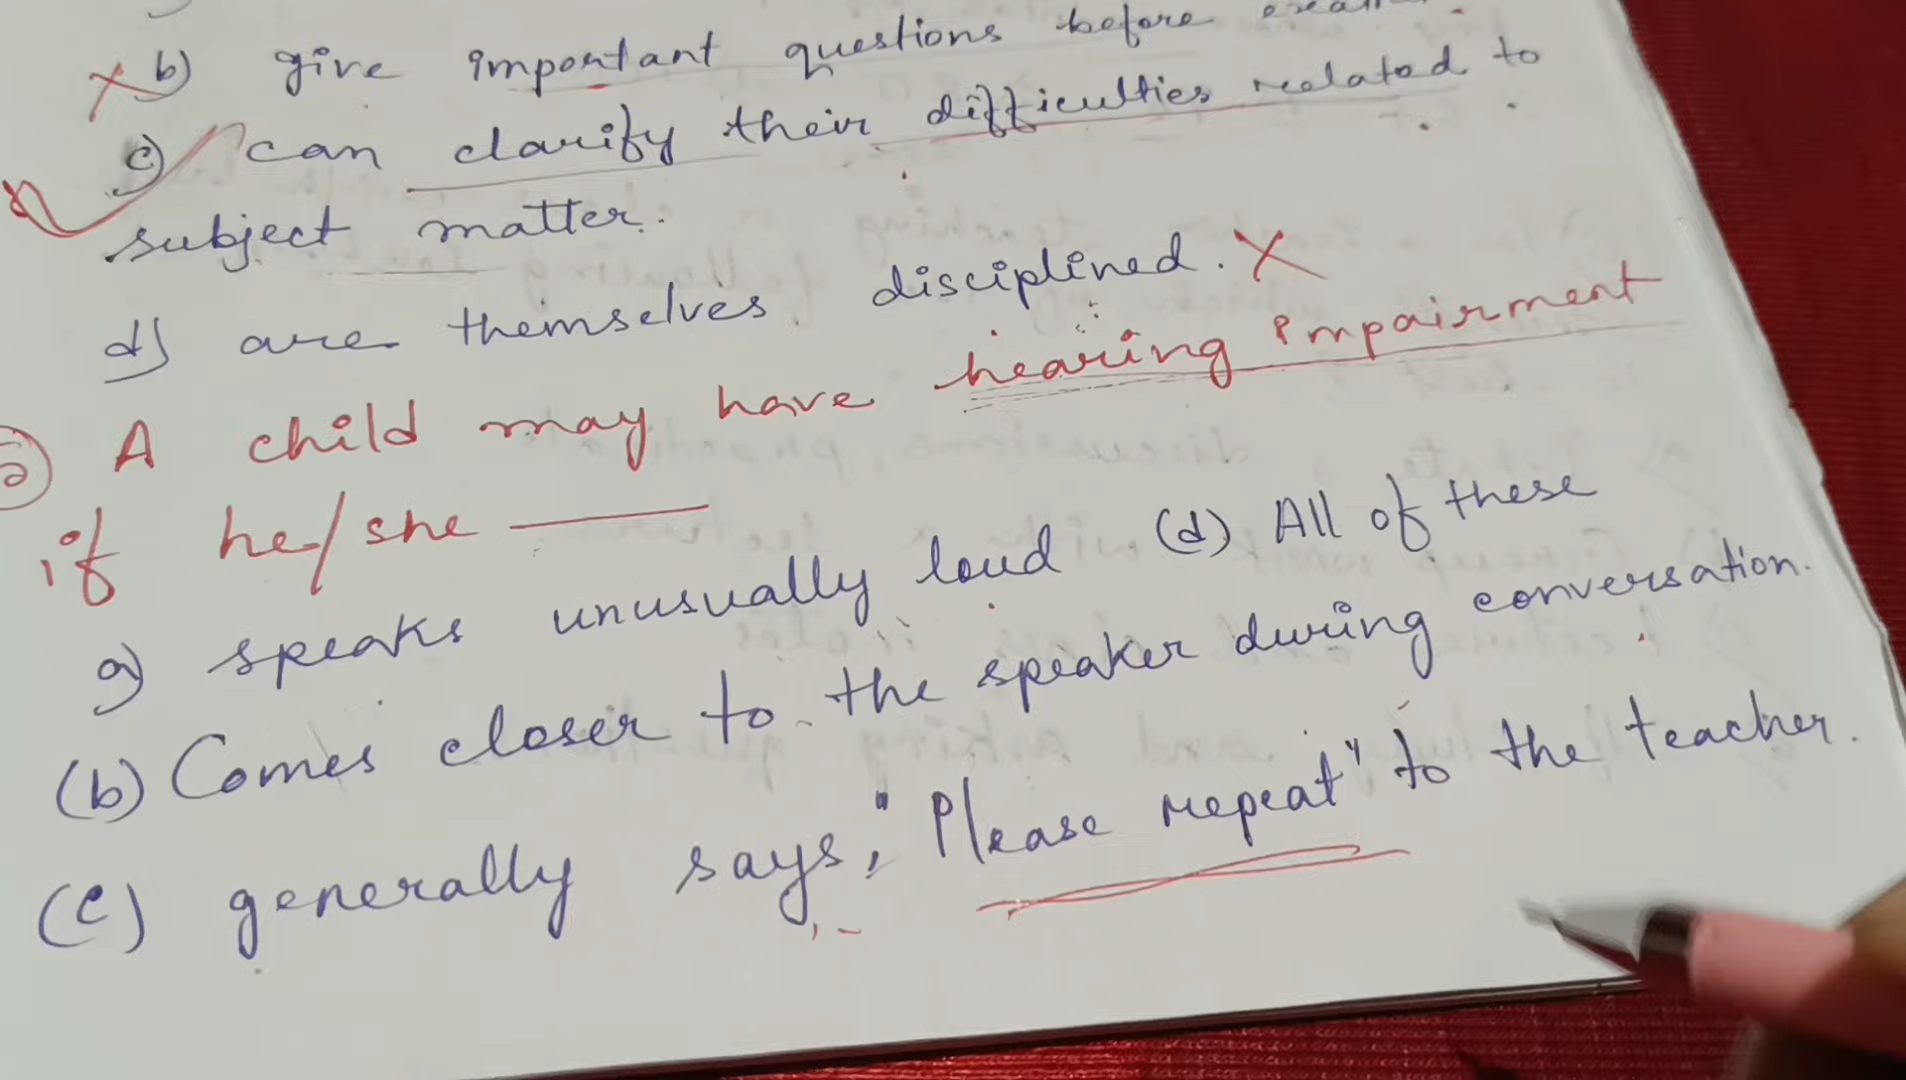 b) give important questions before
c) can clarify their difficulties related to
subject matter.
d) are themselves disciplined.
A child may have hearing impairment
if he/she ———
a) speaks unusually loud (d) All of these
(b) Comes closer to the speaker during conversation.
(c) generally says, "Please repeat" to the teacher.